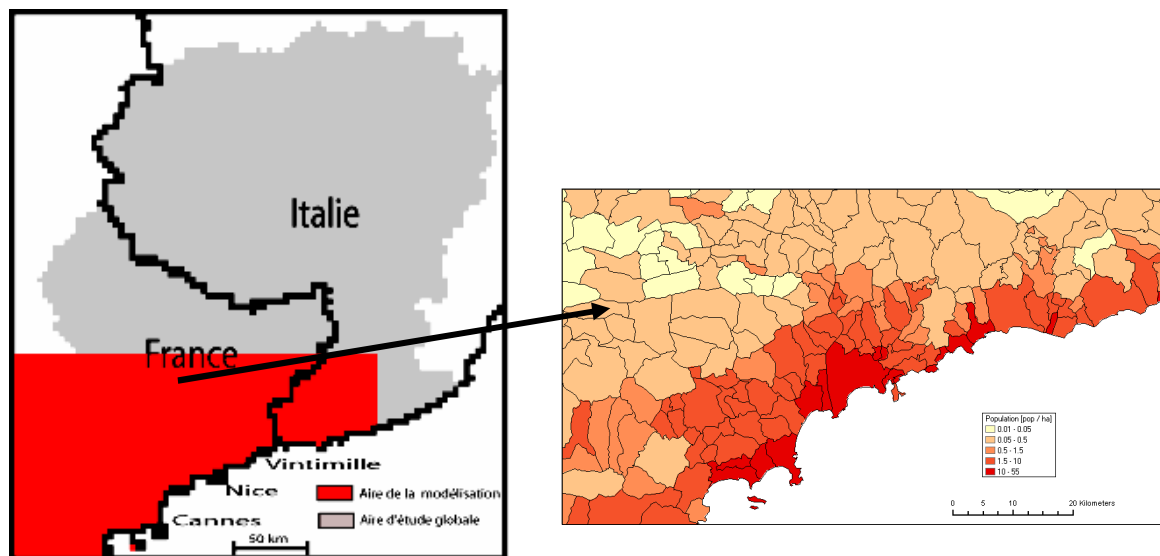 Italie
France
Vintimille
Nice
Cannes
Aire de la modélisation
Aire d'étude globale
50 km
Population [pop / ha]
0.01 - 0.05
0.05 - 0.5
0.5 - 1.5
1.5 - 10
10 - 55
0 5 10 20 Kilometers